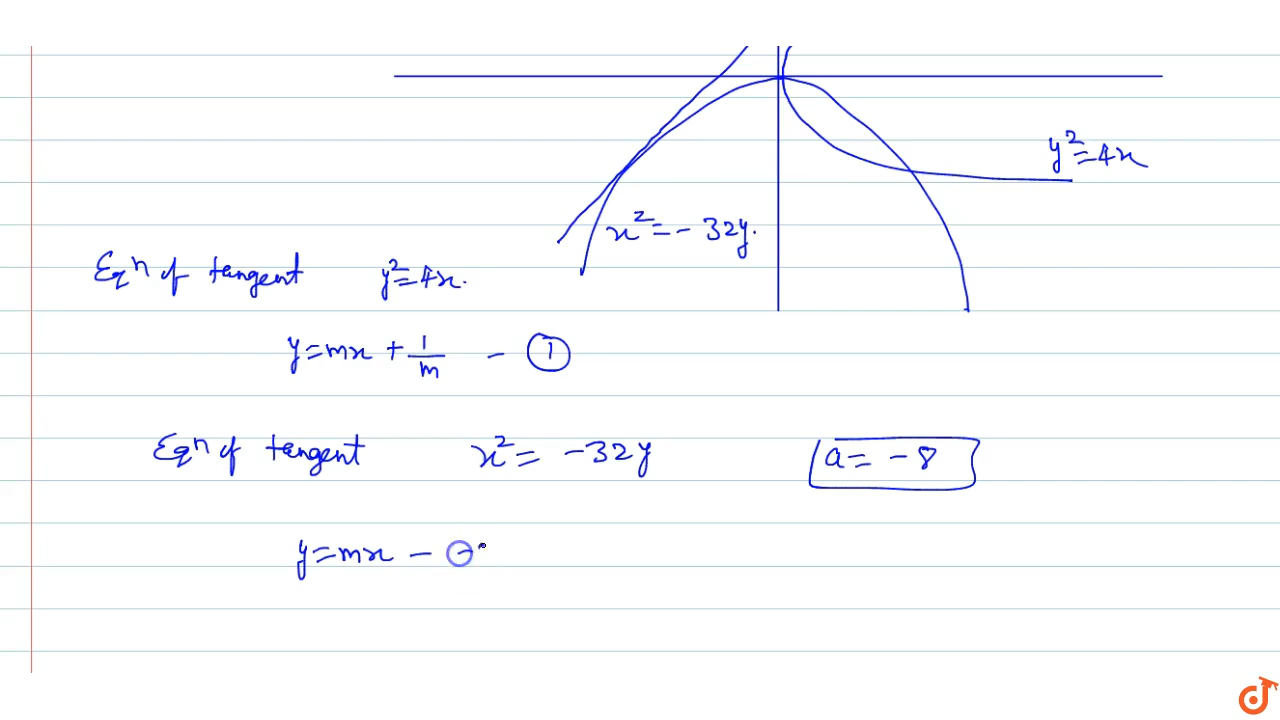 y²=4x
x²=-32y.
Eqⁿ of tangent y²=4x.
y=mx + 1/m - ①
Eqⁿ of tangent x² = -32y a= -8
y=mx -